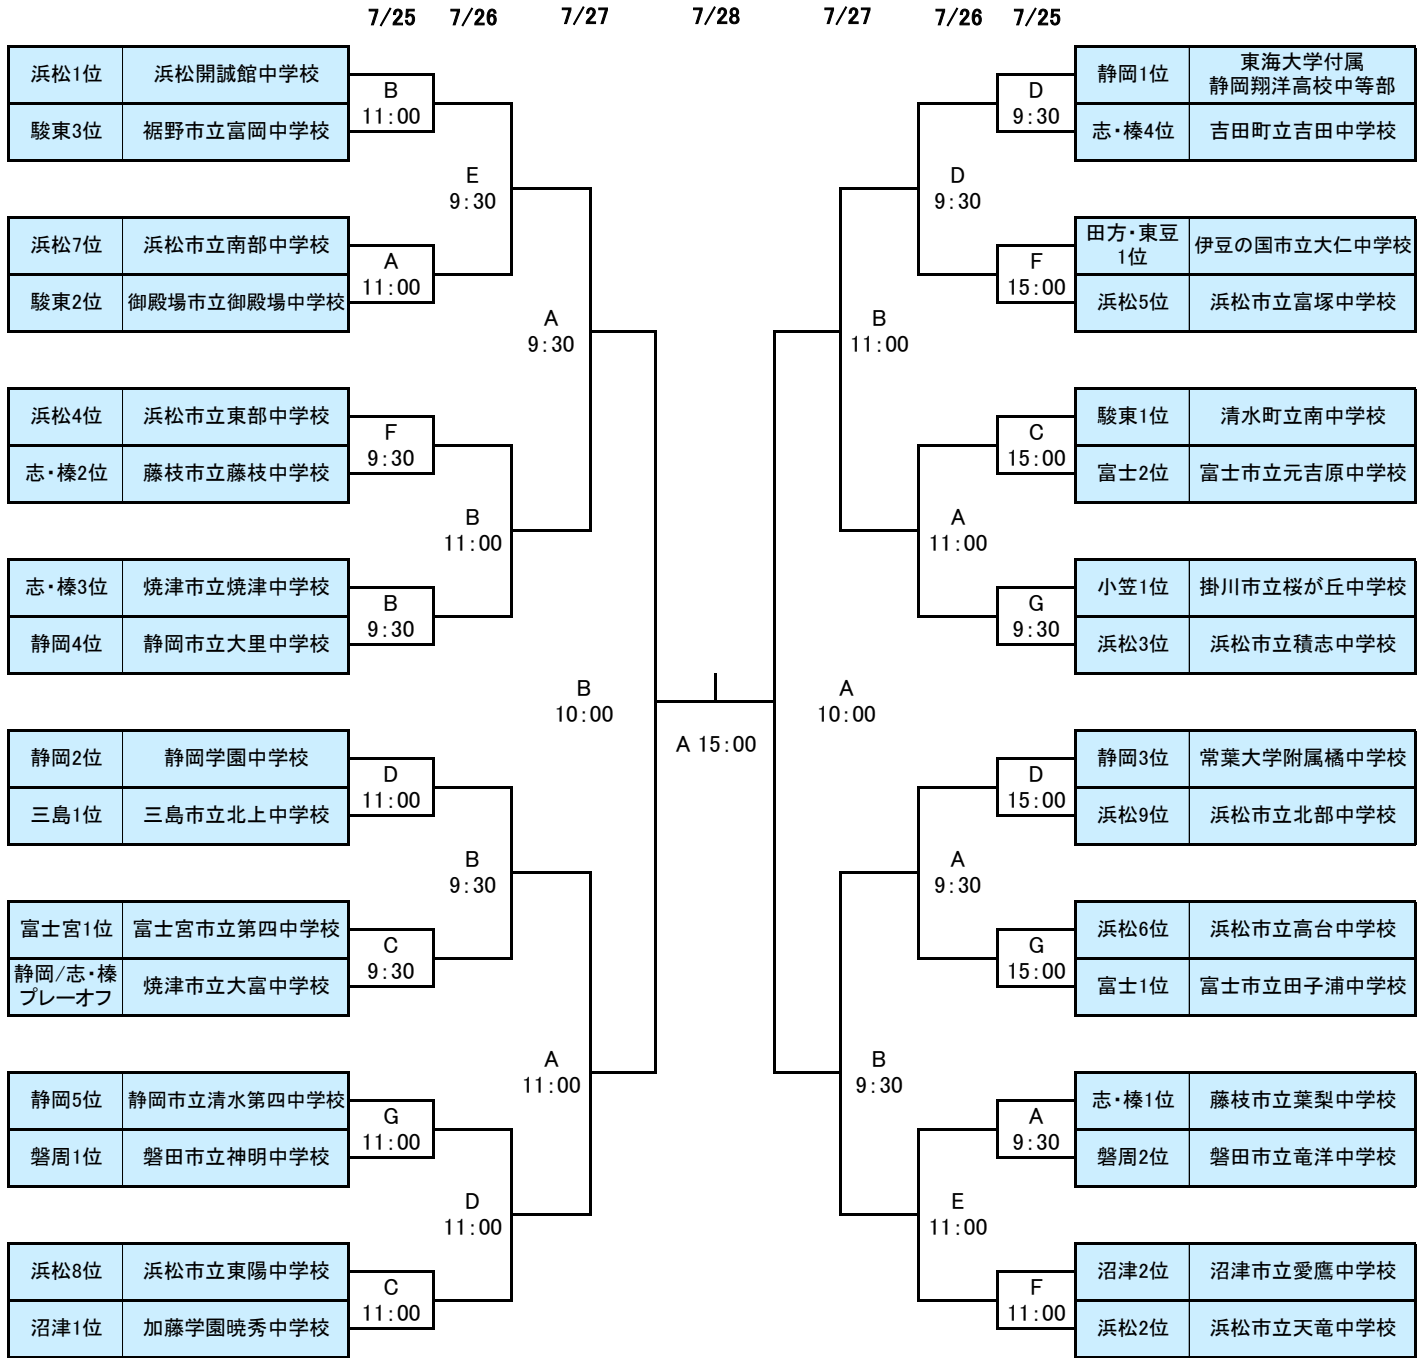 7/25 7/26 7/27 7/28 7/27 7/26 7/25
浜松1位 浜松開誠館中学校
B
11:00
駿東3位 裾野市立富岡中学校
E
9:30
浜松7位 浜松市立南部中学校
A
11:00
駿東2位 御殿場市立御殿場中学校
A
9:30
浜松4位 浜松市立東部中学校
F
9:30
志・榛2位 藤枝市立藤枝中学校
B
11:00
志・榛3位 焼津市立焼津中学校
B
9:30
静岡4位 静岡市立大里中学校
B
10:00
静岡2位 静岡学園中学校
D
11:00
三島1位 三島市立北上中学校
B
9:30
富士宮1位 富士宮市立第四中学校
C
9:30
静岡/志・榛
プレーオフ
焼津市立大富中学校
A
11:00
静岡5位 静岡市立清水第四中学校
G
11:00
磐周1位 磐田市立神明中学校
D
11:00
浜松8位 浜松市立東陽中学校
C
11:00
沼津1位 加藤学園暁秀中学校
A 15:00
静岡1位
東海大学付属
静岡翔洋高校中等部
D
9:30
志・榛4位 吉田町立吉田中学校
D
9:30
田方・東豆
1位
伊豆の国市立大仁中学校
F
15:00
浜松5位 浜松市立富塚中学校
B
11:00
駿東1位 清水町立南中学校
C
15:00
富士2位 富士市立元吉原中学校
A
11:00
小笠1位 掛川市立桜が丘中学校
G
9:30
浜松3位 浜松市立積志中学校
A
10:00
静岡3位 常葉大学附属橘中学校
D
15:00
浜松9位 浜松市立北部中学校
A
9:30
浜松6位 浜松市立高台中学校
G
15:00
富士1位 富士市立田子浦中学校
B
9:30
志・榛1位 藤枝市立葉梨中学校
A
9:30
磐周2位 磐田市立竜洋中学校
E
11:00
沼津2位 沼津市立愛鷹中学校
F
11:00
浜松2位 浜松市立天竜中学校